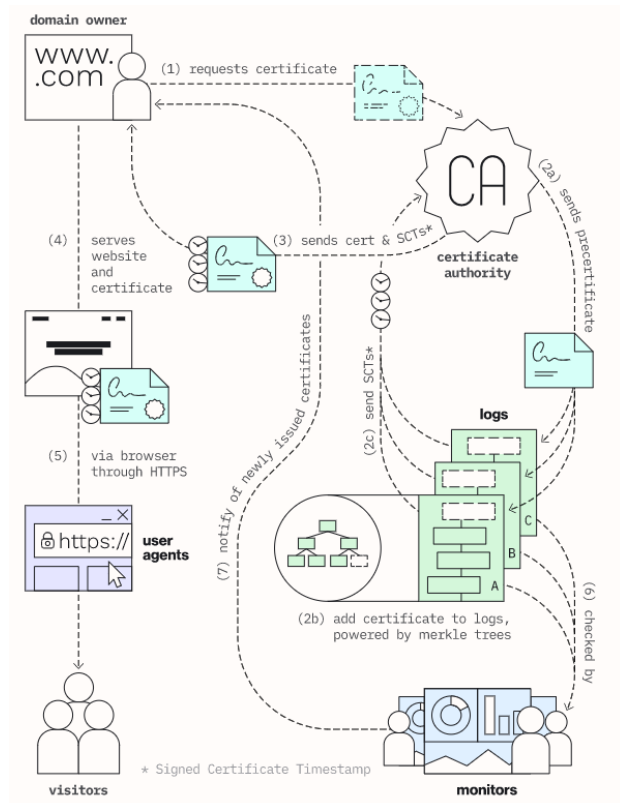 domain owner
www.
.com
(1) requests certificate
CA
(2a) sends precertificate
(3) sends cert & SCTs*
certificate
authority
(4) serves
website
and
certificate
(2c) send SCTs*
logs
(5) via browser
through HTTPS
(7) notify of newly issued certificates
https://
user
agents
C
B
A
(2b) add certificate to logs,
powered by merkle trees
(6) checked by
* Signed Certificate Timestamp
visitors
monitors